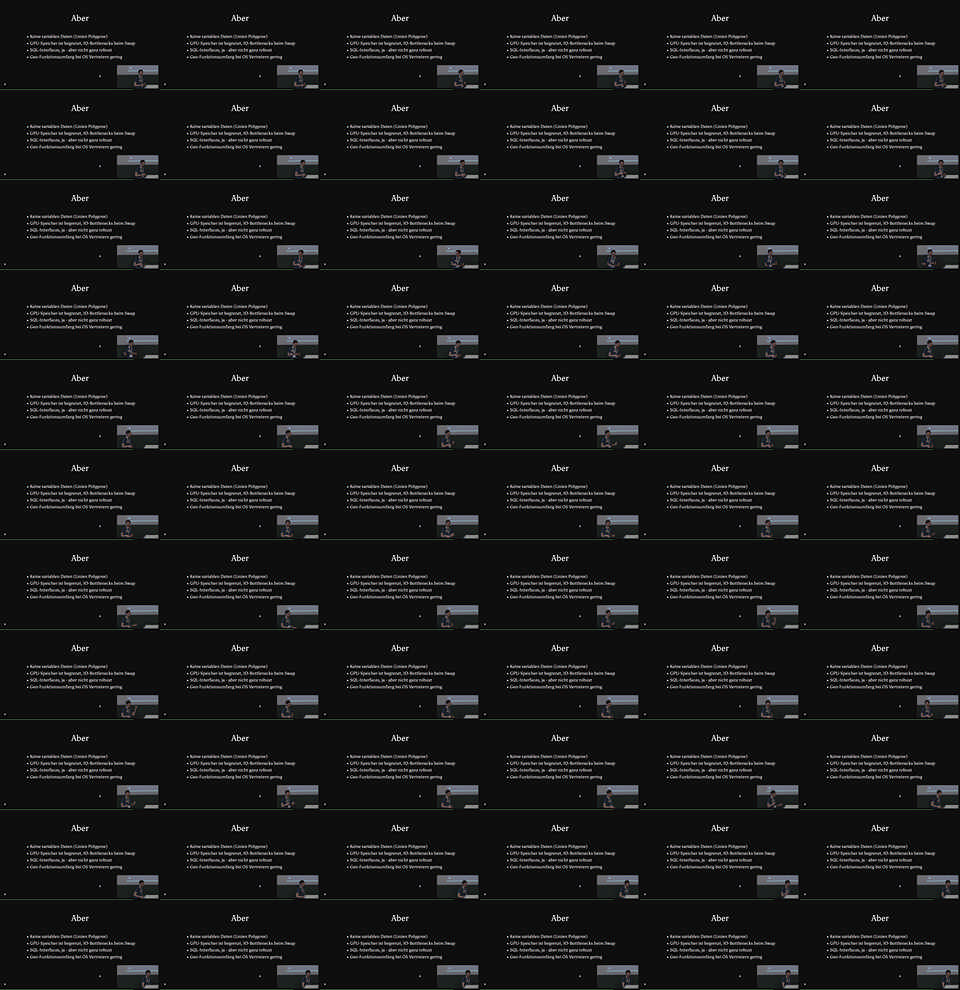 Aber
• Keine variablen Daten (Linien Polygone)
• GPU-Speicher ist begrenzt, IO-Bottlenecks beim Swap
• SQL-Interfaces, ja - aber nicht ganz robust
• Geo-Funktionsumfang bei OS Vertretern gering